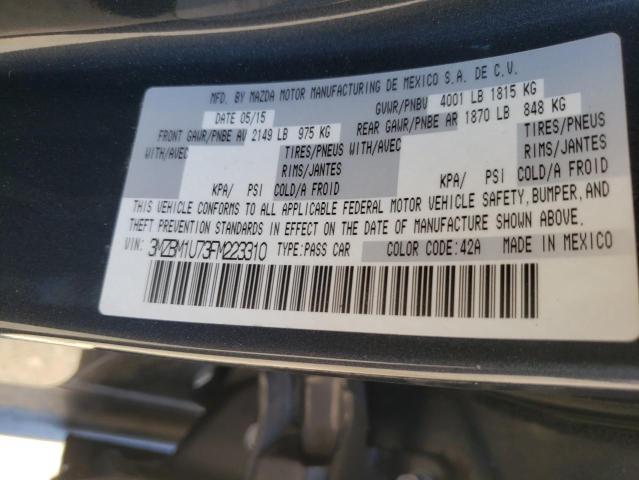 MFD. BY MAZDA MOTOR MANUFACTURING DE MEXICO S.A. DE C.V.
DATE 05/15 GVWR/PNBV 4001 LB 1815 KG
FRONT GAWR/PNBE AV 2149 LB 975 KG REAR GAWR/PNBE AR 1870 LB 848 KG
WITH/AVEC TIRES/PNEUS WITH/AVEC TIRES/PNEUS
RIMS/JANTES RIMS/JANTES
KPA/ PSI COLD/A FROID KPA/ PSI COLD/A FROID
THIS VEHICLE CONFORMS TO ALL APPLICABLE FEDERAL MOTOR VEHICLE SAFETY, BUMPER, AND
THEFT PREVENTION STANDARDS IN EFFECT ON THE DATE OF MANUFACTURE SHOWN ABOVE.
VIN: 3MZBM1U73FM223310 TYPE:PASS CAR COLOR CODE:42A MADE IN MEXICO